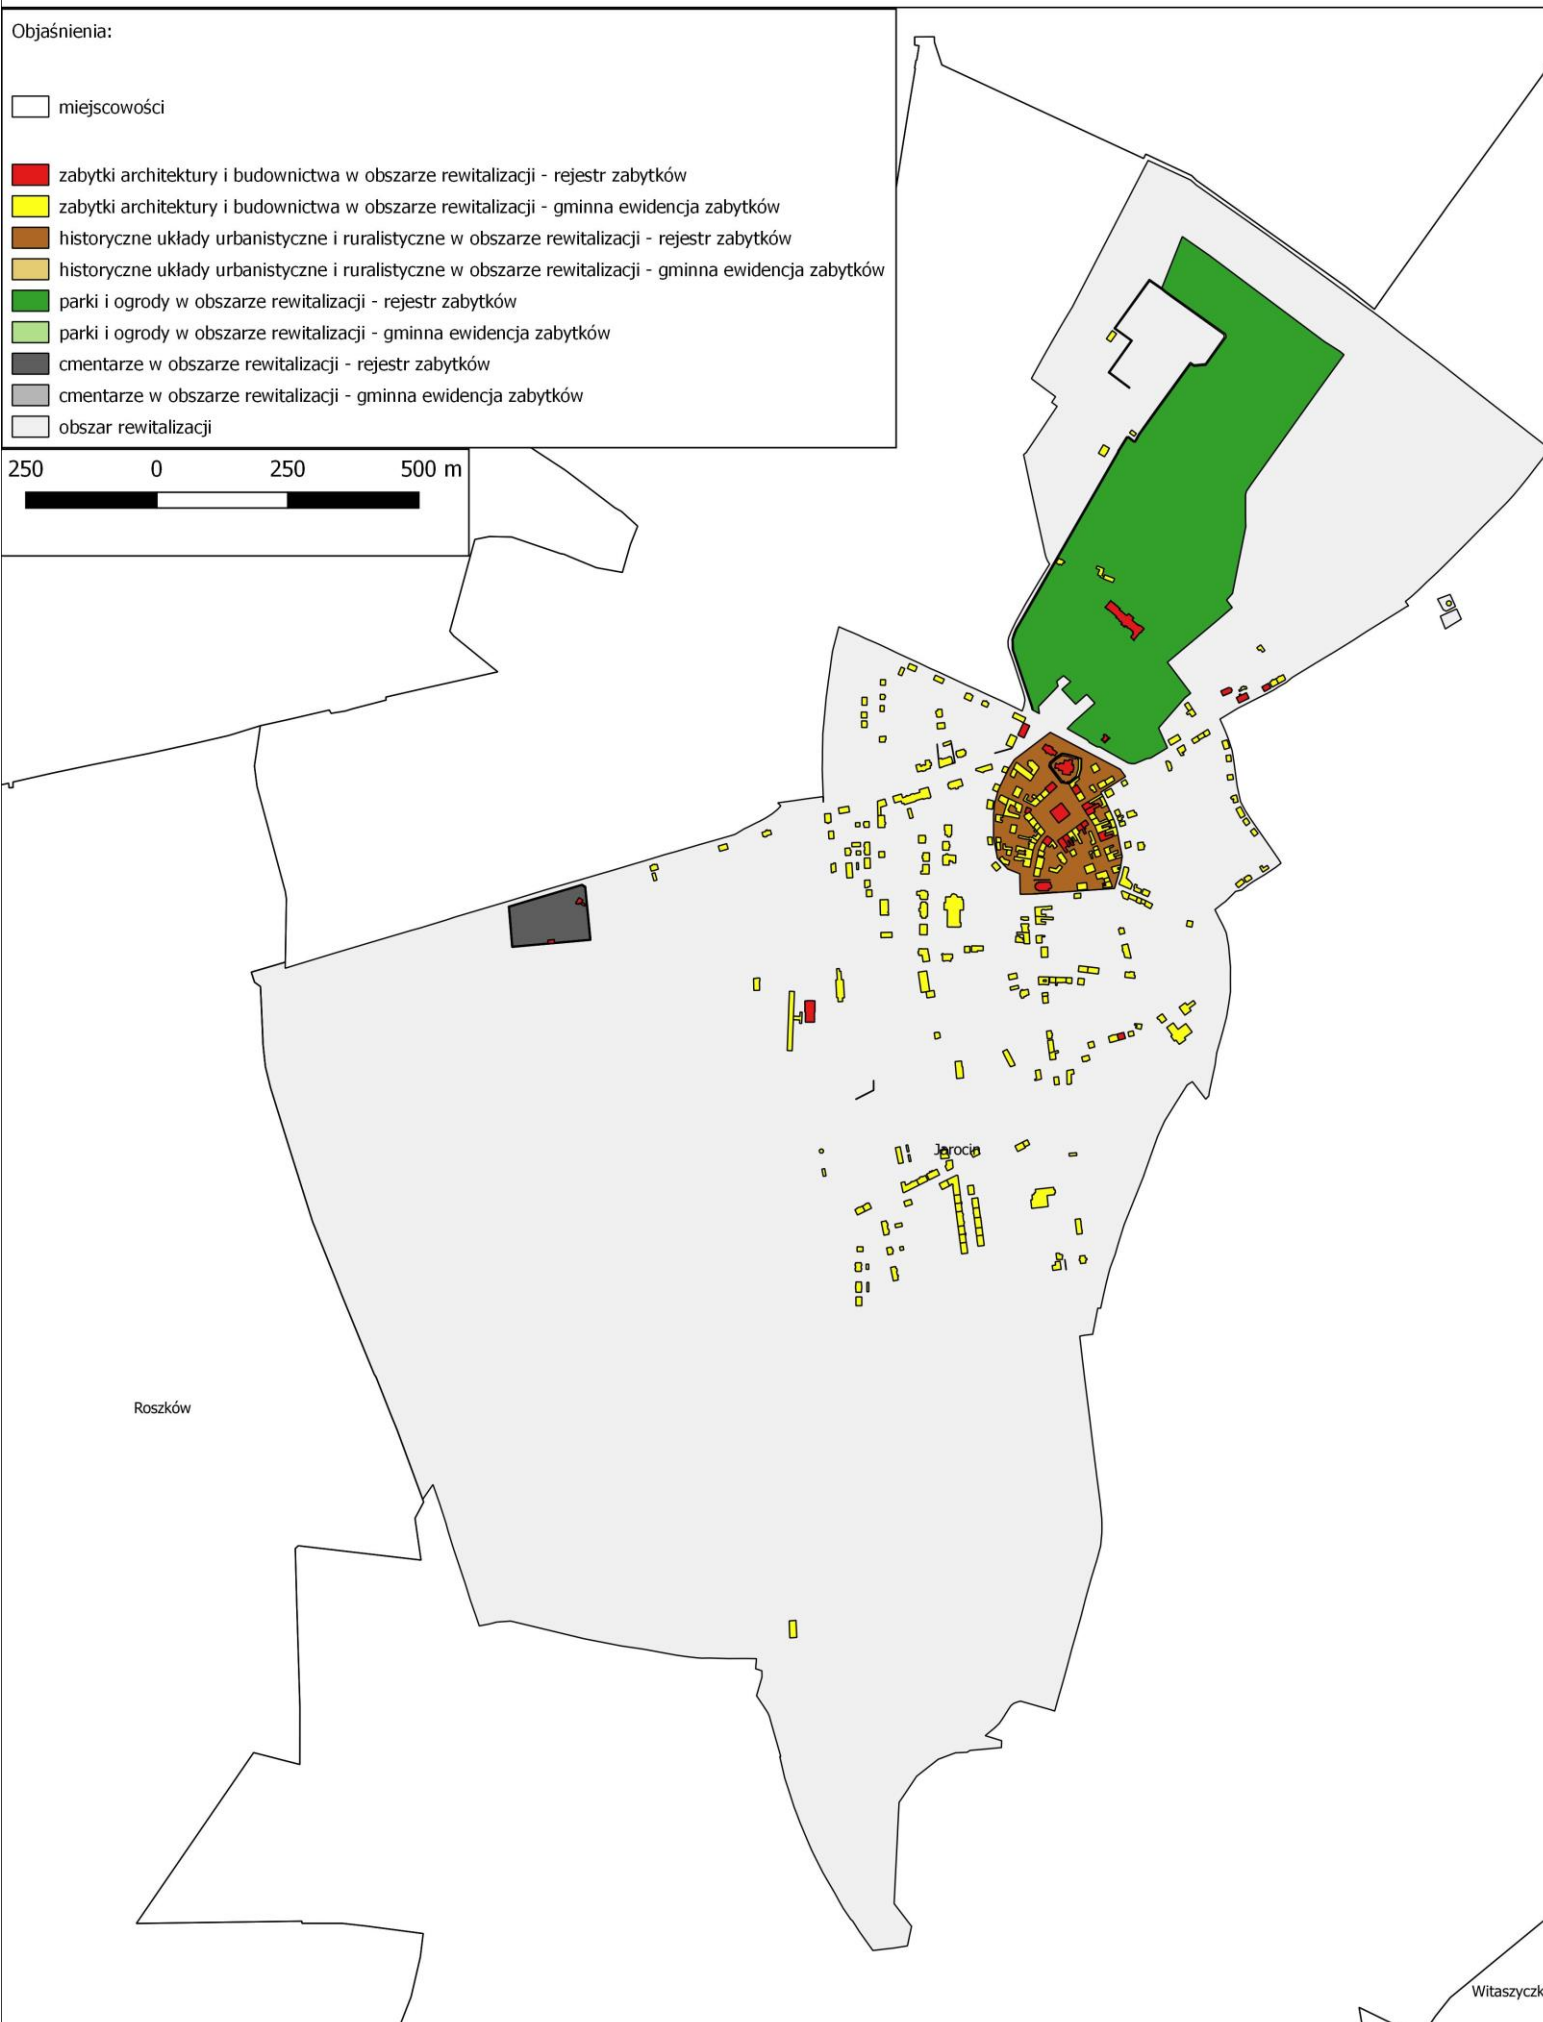 Objaśnienia:
miejscowości
zabytki architektury i budownictwa w obszarze rewitalizacji - rejestr zabytków
zabytki architektury i budownictwa w obszarze rewitalizacji - gminna ewidencja zabytków
historyczne układy urbanistyczne i ruralistyczne w obszarze rewitalizacji - rejestr zabytków
historyczne układy urbanistyczne i ruralistyczne w obszarze rewitalizacji - gminna ewidencja zabytków
parki i ogrody w obszarze rewitalizacji - rejestr zabytków
parki i ogrody w obszarze rewitalizacji - gminna ewidencja zabytków
cmentarze w obszarze rewitalizacji - rejestr zabytków
cmentarze w obszarze rewitalizacji - gminna ewidencja zabytków
obszar rewitalizacji
250 0 250 500 m
Jarocin
Roszków
Witaszyczk